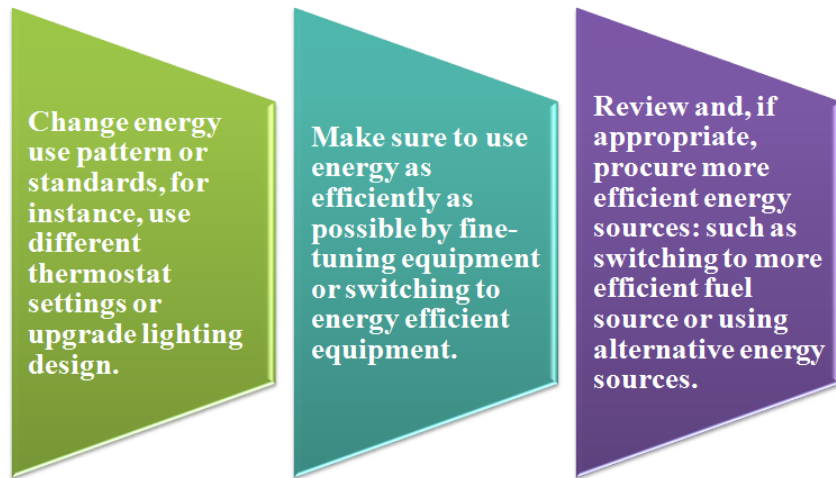 Change energy
use pattern or
standards, for
instance, use
different
thermostat
settings or
upgrade lighting
design.
Make sure to use
energy as
efficiently as
possible by fine-
tuning equipment
or switching to
energy efficient
equipment.
Review and, if
appropriate,
procure more
efficient energy
sources: such as
switching to more
efficient fuel
source or using
alternative energy
sources.